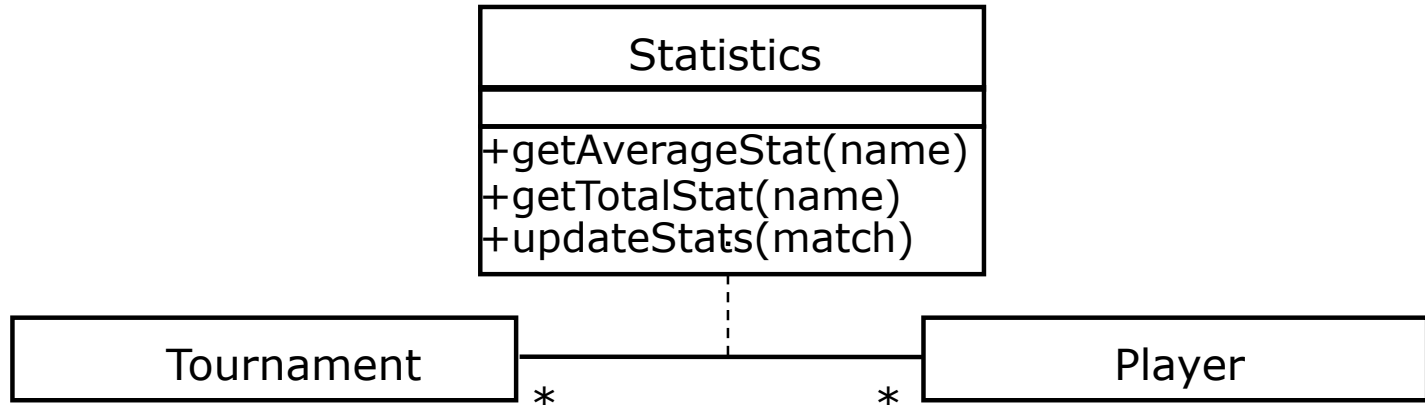 Statistics
+getAverageStat(name)
+getTotalStat(name)
+updateStats(match)
Tournament
Player
*
*